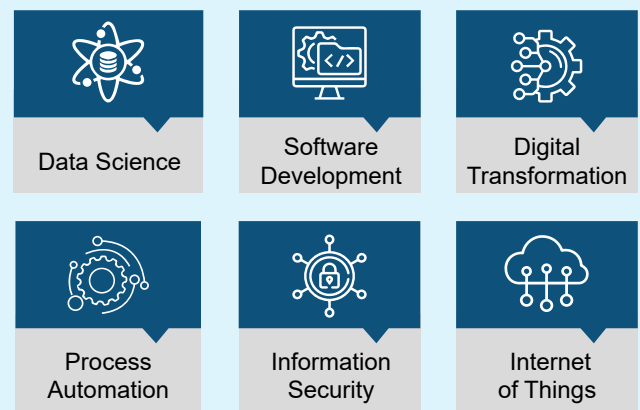 Data Science
Software
Development
Digital
Transformation
Process
Automation
Information
Security
Internet
of Things